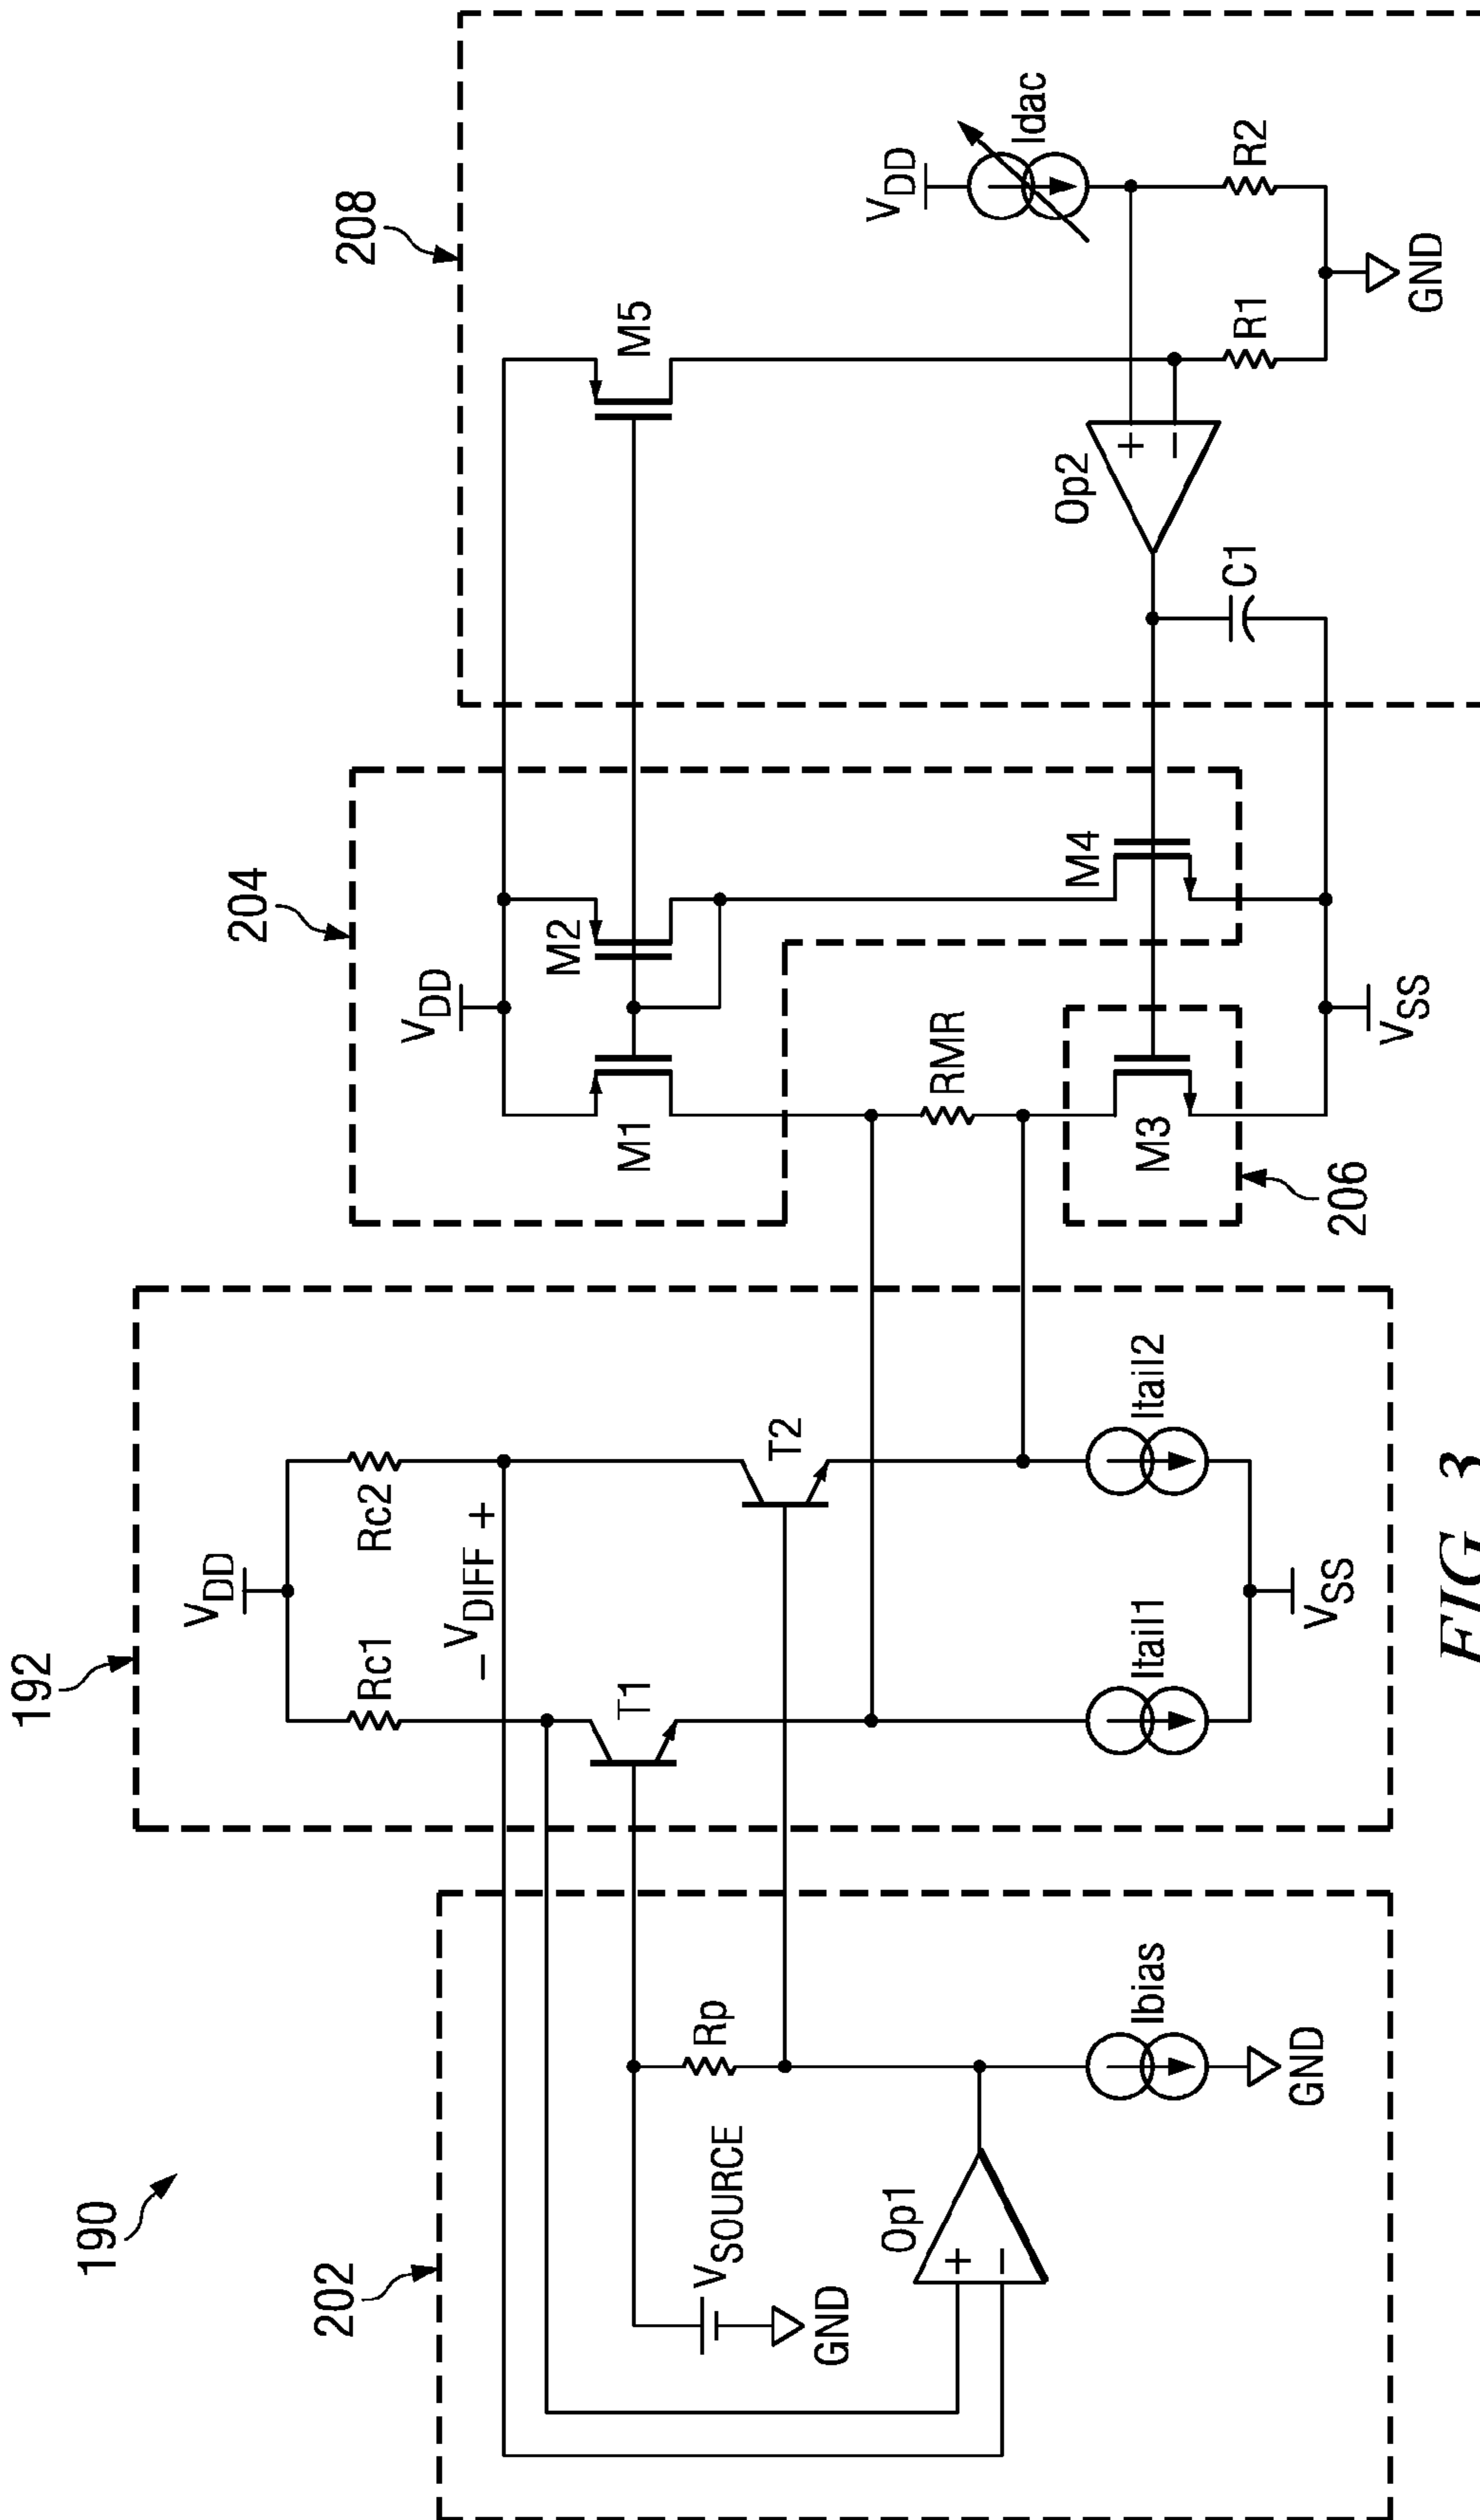 190
202
VSOURCE
GND
Rp
Op1
+
−
Ibias
GND
192
VDD
Rc1
Rc2
− VDIFF +
T1
T2
Itail1
Itail2
VSS
204
VDD
M1
M2
RMR
M3
M4
206
VSS
208
M5
VDD
Idac
Op2
+
−
C1
R1
R2
GND
FIG. 3